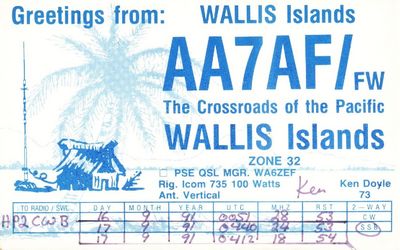 Greetings from: WALLIS Islands
AA7AF/FW
The Crossroads of the Pacific
WALLIS Islands
ZONE 32
PSE QSL MGR. WA6ZEF
Rig. Icom 735 100 Watts
Ant. Vertical
Ken
Ken Doyle
73
TO RADIO / SWL DAY MONTH YEAR UTC MHZ RST 2-WAY
HP2CWB 16 9 91 0051 28 53 CW
17 9 91 0440 24 53 SSB
17 9 91 0412 18 54